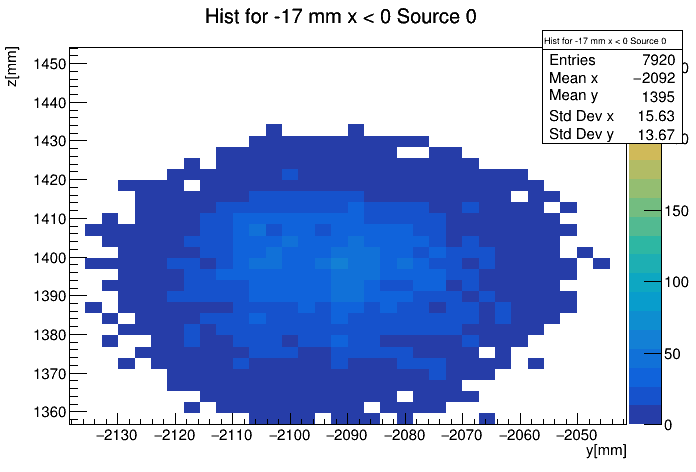 Hist for -17 mm x < 0 Source 0
Hist for -17 mm x < 0 Source 0
Entries 7920
Mean x −2092
Mean y 1395
Std Dev x 15.63
Std Dev y 13.67
z[mm]
1450
1440
1430
1420
1410
1400
1390
1380
1370
1360
−2130 −2120 −2110 −2100 −2090 −2080 −2070 −2060 −2050
y[mm]
150
100
50
0